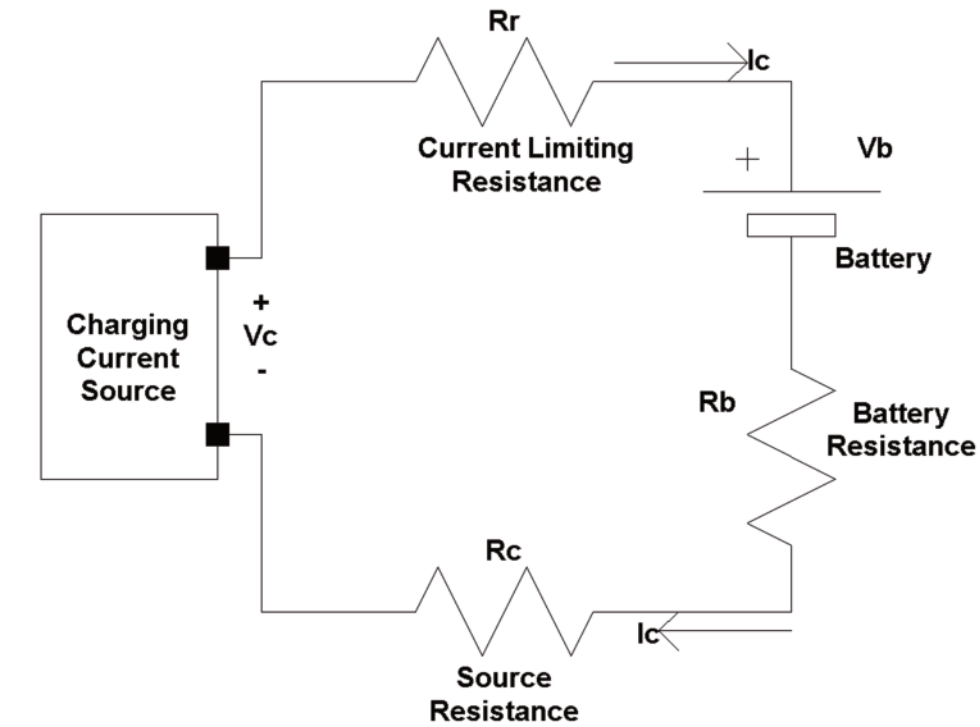 Rr
Ic
Current Limiting
Resistance
+
Vb
Battery
Charging
Current
Source
+
Vc
-
Rb
Battery
Resistance
Rc
Ic
Source
Resistance